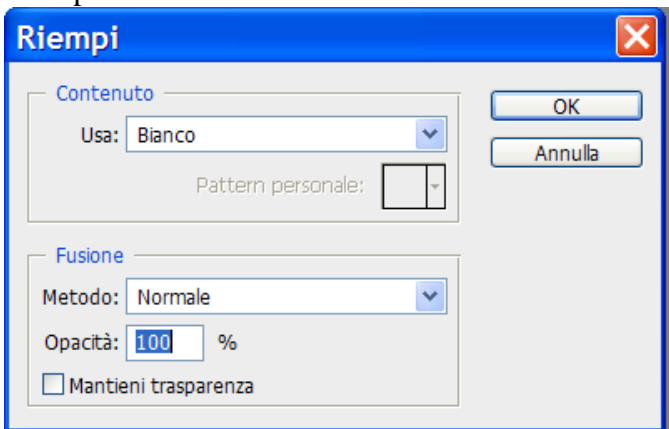 Riempi
Contenuto
OK
Usa: Bianco
Annulla
Pattern personale:
Fusione
Metodo: Normale
Opacità: 100 %
Mantieni trasparenza